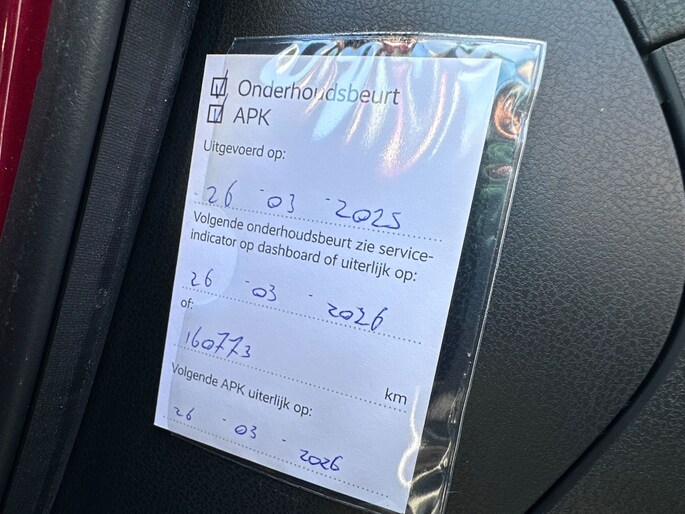 Onderhoudsbeurt
APK
Uitgevoerd op:
26 - 03 - 2025
Volgende onderhoudsbeurt zie service-
indicator op dashboard of uiterlijk op:
26 - 03 - 2026
of:
160773 km
Volgende APK uiterlijk op:
26 - 03 - 2026